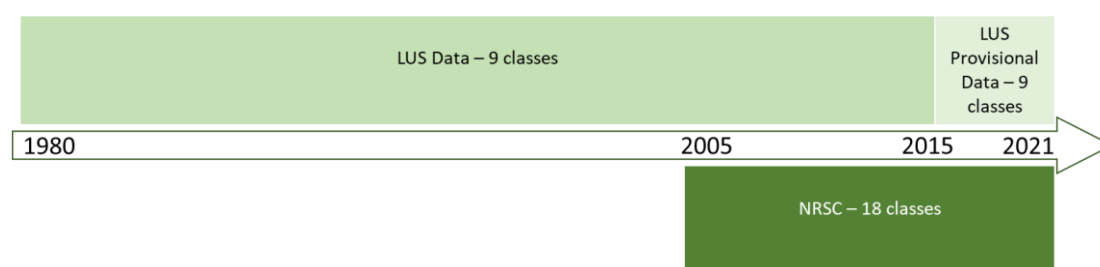 LUS Data – 9 classes
LUS
Provisional
Data – 9
classes
1980
2005
2015
2021
NRSC – 18 classes